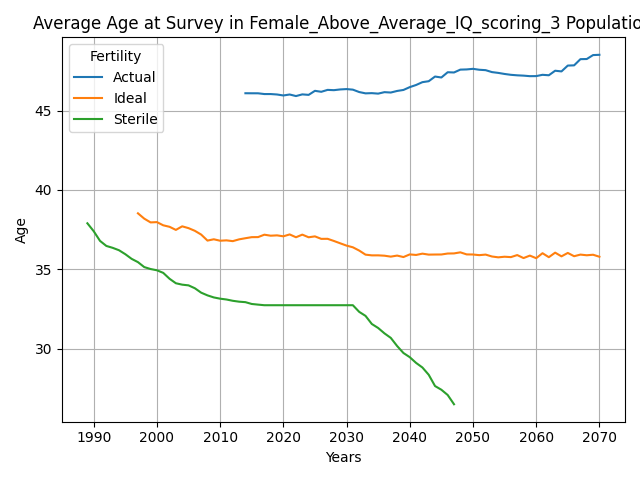 Average Age at Survey in Female_Above_Average_IQ_scoring_3 Populatio
Fertility
Actual
Ideal
Sterile
45
40
35
30
Age
1990 2000 2010 2020 2030 2040 2050 2060 2070
Years